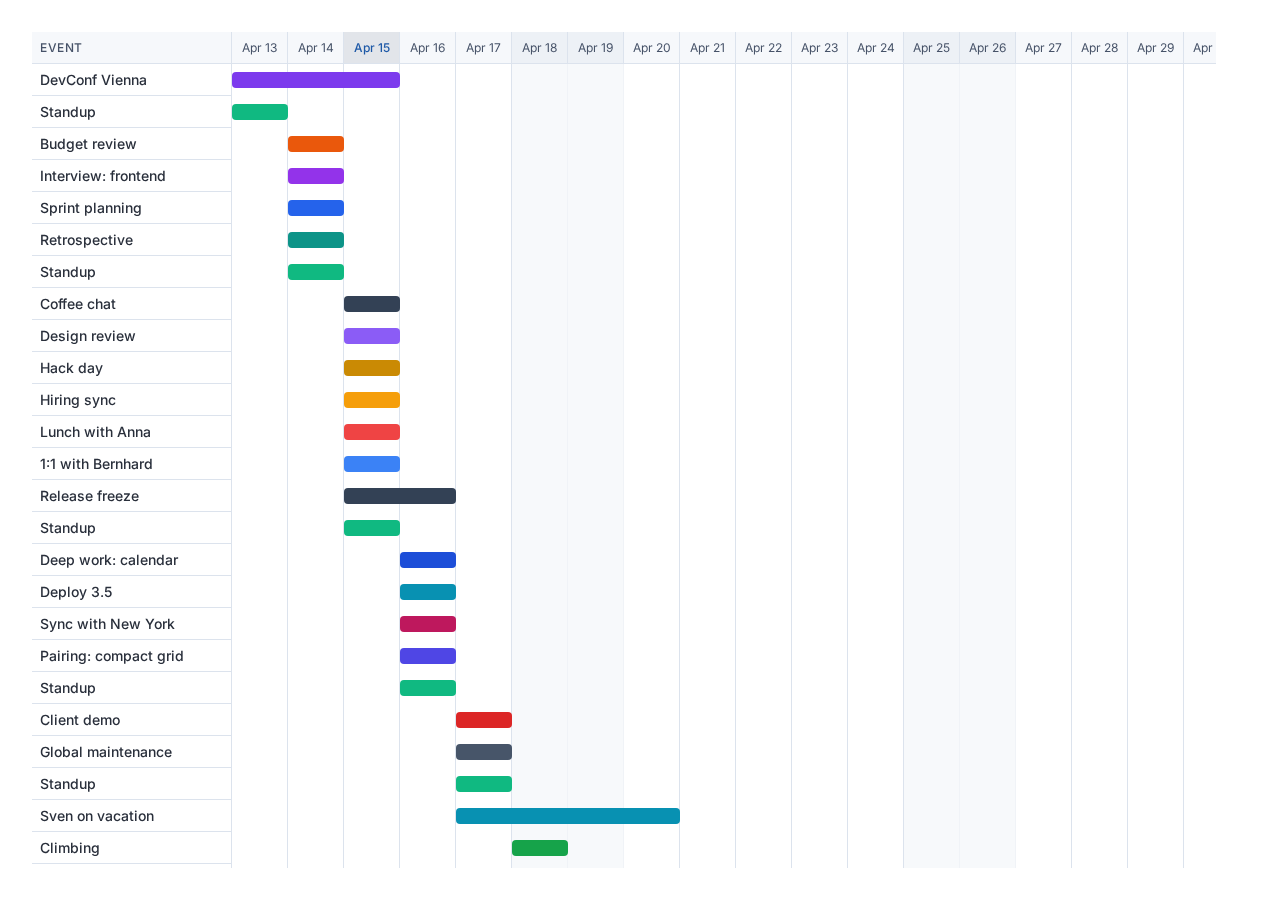 EVENT Apr 13 Apr 14 Apr 15 Apr 16 Apr 17 Apr 18 Apr 19 Apr 20 Apr 21 Apr 22 Apr 23 Apr 24 Apr 25 Apr 26 Apr 27 Apr 28 Apr 29 Apr
DevConf Vienna
Standup
Budget review
Interview: frontend
Sprint planning
Retrospective
Standup
Coffee chat
Design review
Hack day
Hiring sync
Lunch with Anna
1:1 with Bernhard
Release freeze
Standup
Deep work: calendar
Deploy 3.5
Sync with New York
Pairing: compact grid
Standup
Client demo
Global maintenance
Standup
Sven on vacation
Climbing